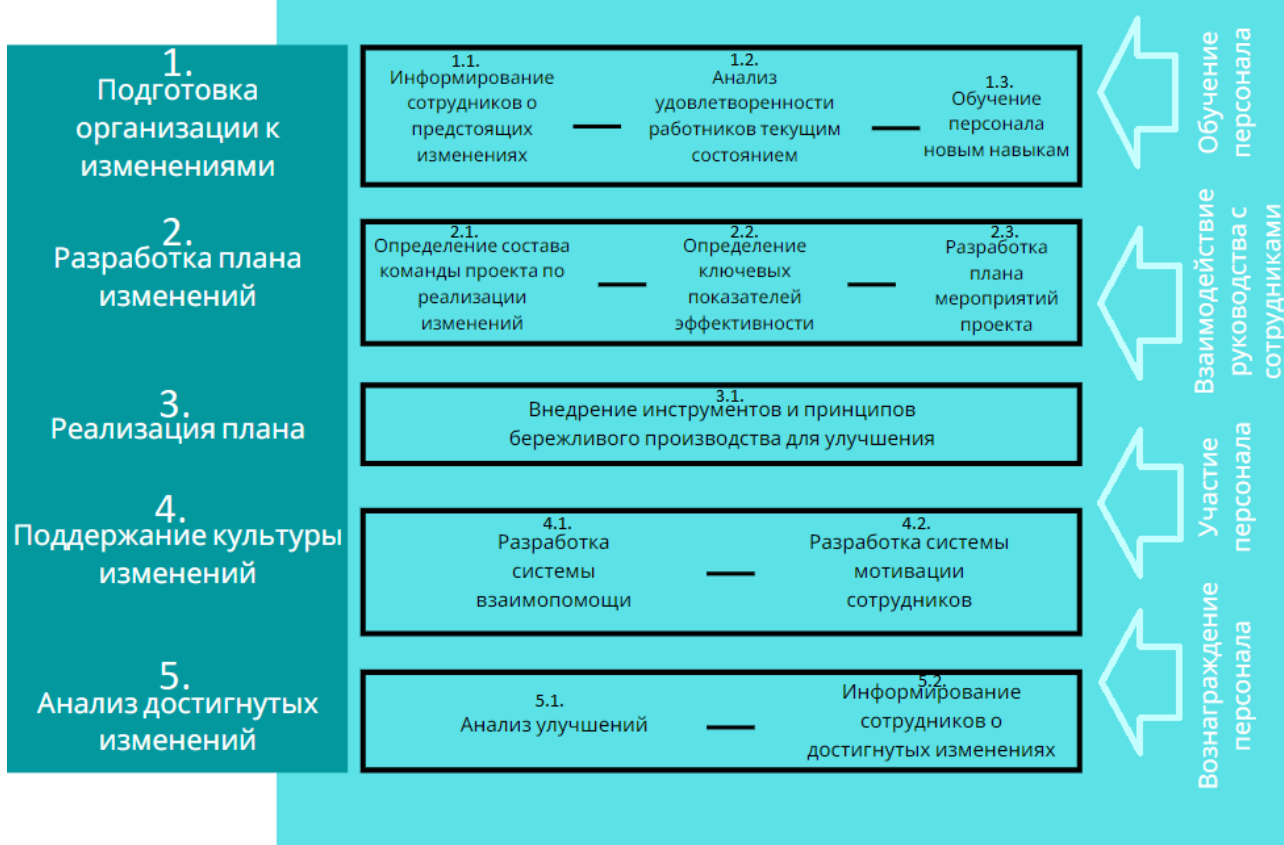 1.
Подготовка
организации к
изменениями
1.1.
Информирование
сотрудников о
предстоящих
изменениях
1.2.
Анализ
удовлетворенности
работников текущим
состоянием
1.3.
Обучение
персонала
новым навыкам
2.
Разработка плана
изменений
2.1.
Определение состава
команды проекта по
реализации
изменений
2.2.
Определение
ключевых
показателей
эффективности
2.3.
Разработка
плана
мероприятий
проекта
3.
Реализация плана
3.1.
Внедрение инструментов и принципов
бережливого производства для улучшения
4.
Поддержание культуры
изменений
4.1.
Разработка
системы
взаимопомощи
4.2.
Разработка системы
мотивации
сотрудников
5.
Анализ достигнутых
изменений
5.1.
Анализ улучшений
5.2.
Информирование
сотрудников о
достигнутых изменениях
Обучение
персонала
Взаимодействие
руководства с
сотрудниками
Участие
персонала
Вознаграждение
персонала